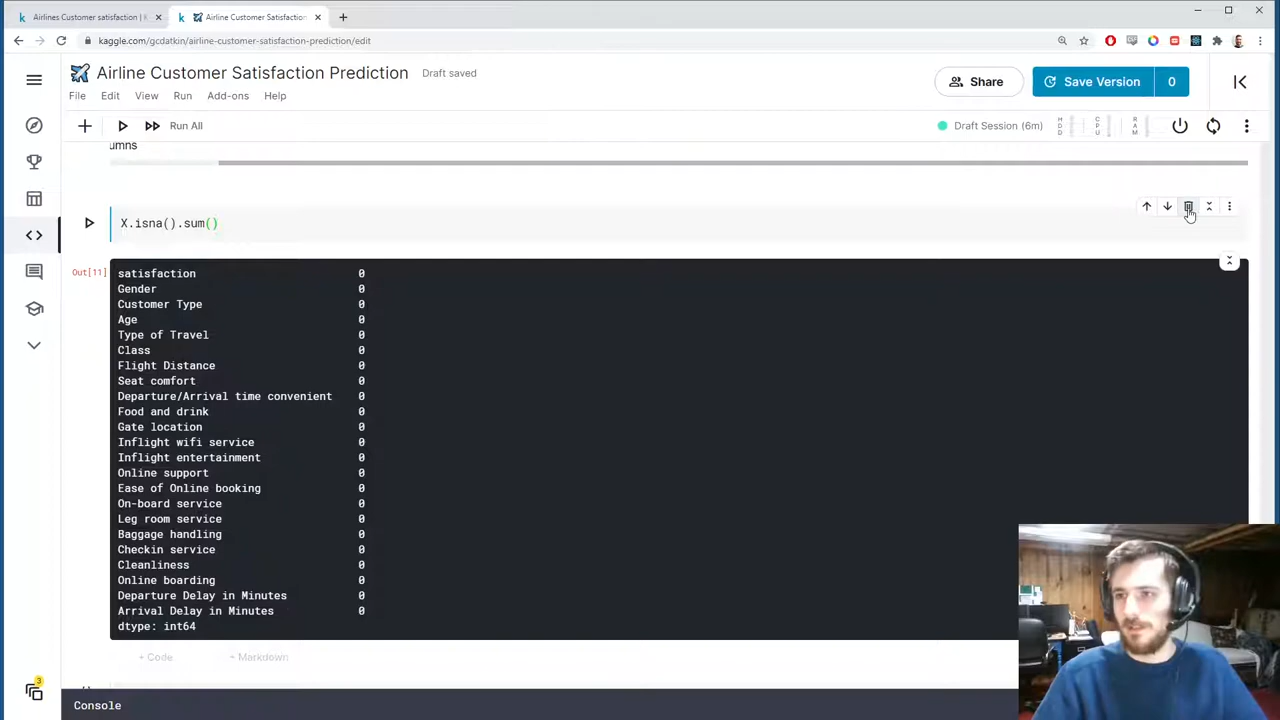 Airlines Customer satisfaction |
Airline Customer Satisfaction
kaggle.com/gcdatkin/airline-customer-satisfaction-prediction/edit
Airline Customer Satisfaction Prediction
Draft saved
Share
Save Version
0
File
Edit
View
Run
Add-ons
Help
Run All
Draft Session (6m)
HDD
CPU
RAM
umns
X.isna().sum()
Out[11]
satisfaction 0
Gender 0
Customer Type 0
Age 0
Type of Travel 0
Class 0
Flight Distance 0
Seat comfort 0
Departure/Arrival time convenient 0
Food and drink 0
Gate location 0
Inflight wifi service 0
Inflight entertainment 0
Online support 0
Ease of Online booking 0
On-board service 0
Leg room service 0
Baggage handling 0
Checkin service 0
Cleanliness 0
Online boarding 0
Departure Delay in Minutes 0
Arrival Delay in Minutes 0
dtype: int64
+ Code
+ Markdown
3
Console